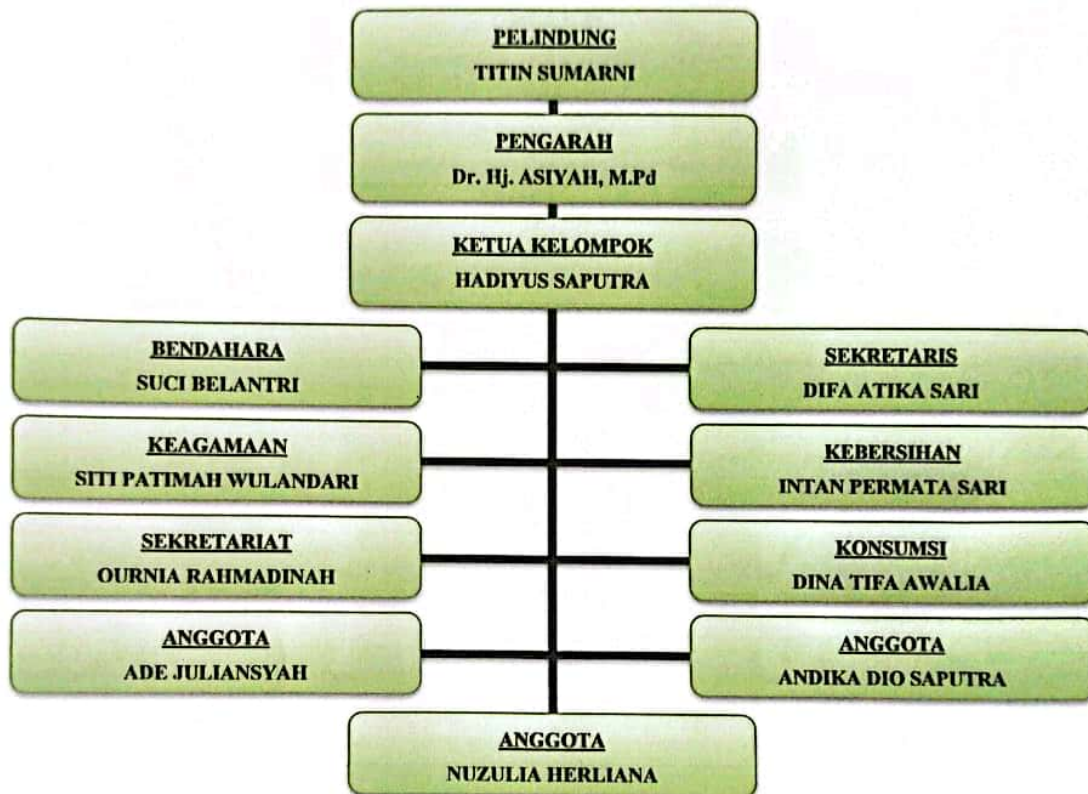 PELINDUNG
TITIN SUMARNI
PENGARAH
Dr. Hj. ASIYAH, M.Pd
KETUA KELOMPOK
HADIYUS SAPUTRA
BENDAHARA
SUCI BELANTRI
SEKRETARIS
DIFA ATIKA SARI
KEAGAMAAN
SITI PATIMAH WULANDARI
KEBERSIHAN
INTAN PERMATA SARI
SEKRETARIAT
OURNIA RAHMADINAH
KONSUMSI
DINA TIFA AWALIA
ANGGOTA
ADE JULIANSYAH
ANGGOTA
ANDIKA DIO SAPUTRA
ANGGOTA
NUZULIA HERLIANA